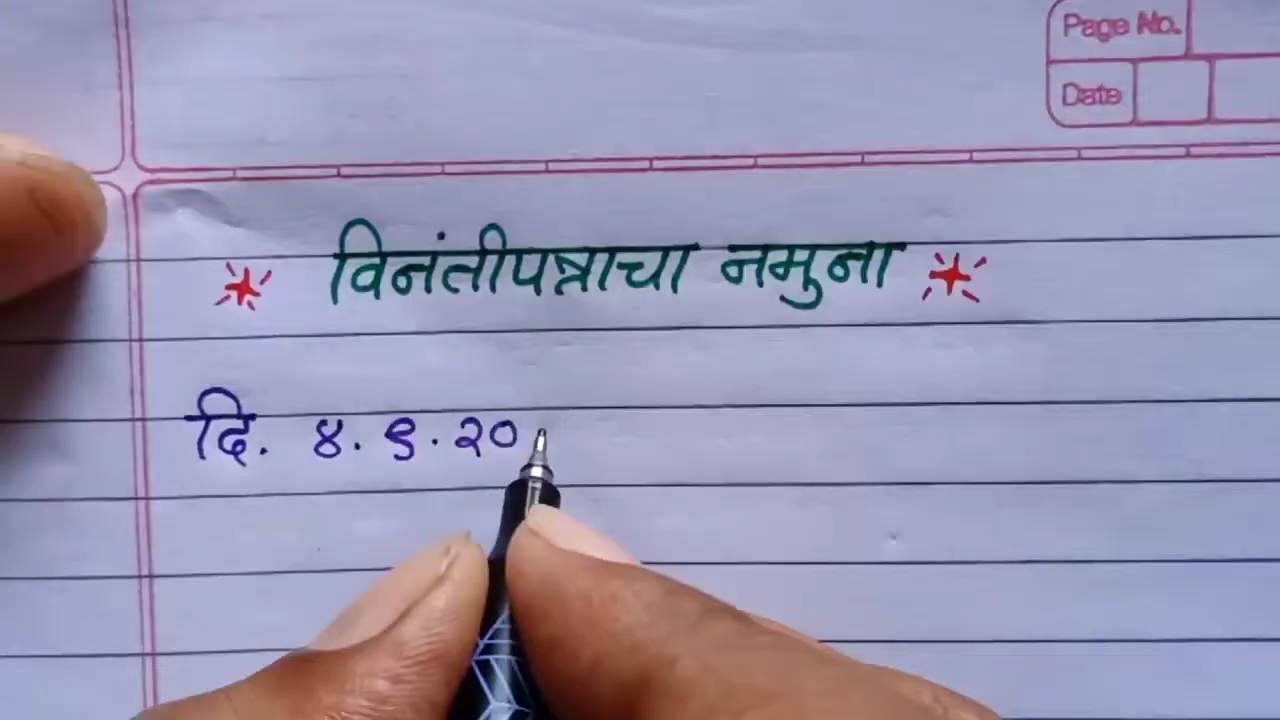 Page No.
Date
विनंतीपत्राचा नमुना
दि. ४. ९. २०